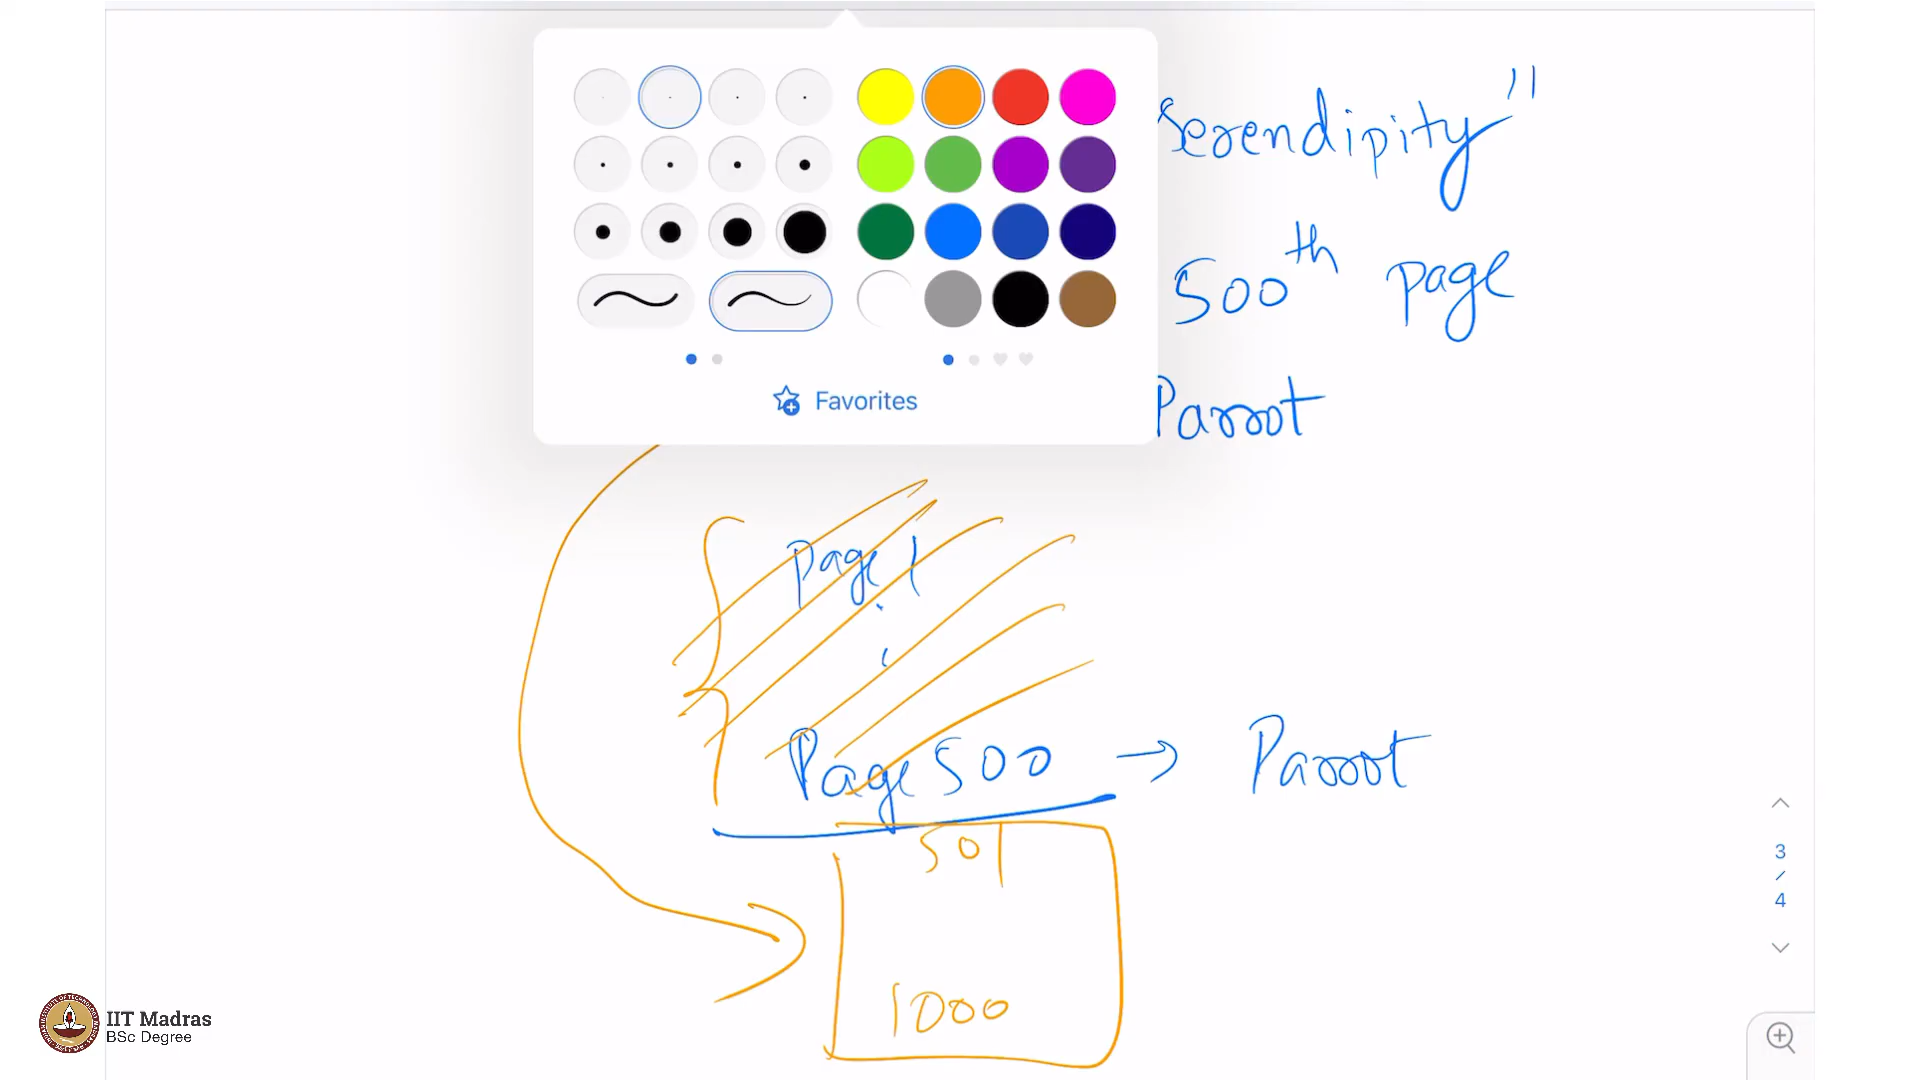 Serendipity"
500th page
Parrot
Favorites
Page 1
Page 500 → Parrot
501
1000
3
/
4
IIT Madras
BSc Degree